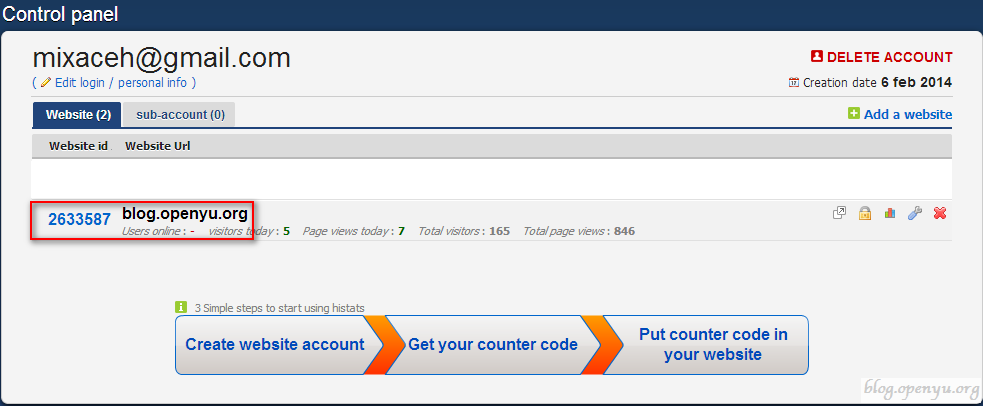 Control panel
mixaceh@gmail.com
DELETE ACCOUNT
( Edit login / personal info )
Creation date 6 feb 2014
Website (2) sub-account (0)
Add a website
Website id Website Url
2633587 blog.openyu.org
Users online : - visitors today : 5 Page views today : 7 Total visitors : 165 Total page views : 846
3 Simple steps to start using histats
Create website account
Get your counter code
Put counter code in
your website
blog.openyu.org